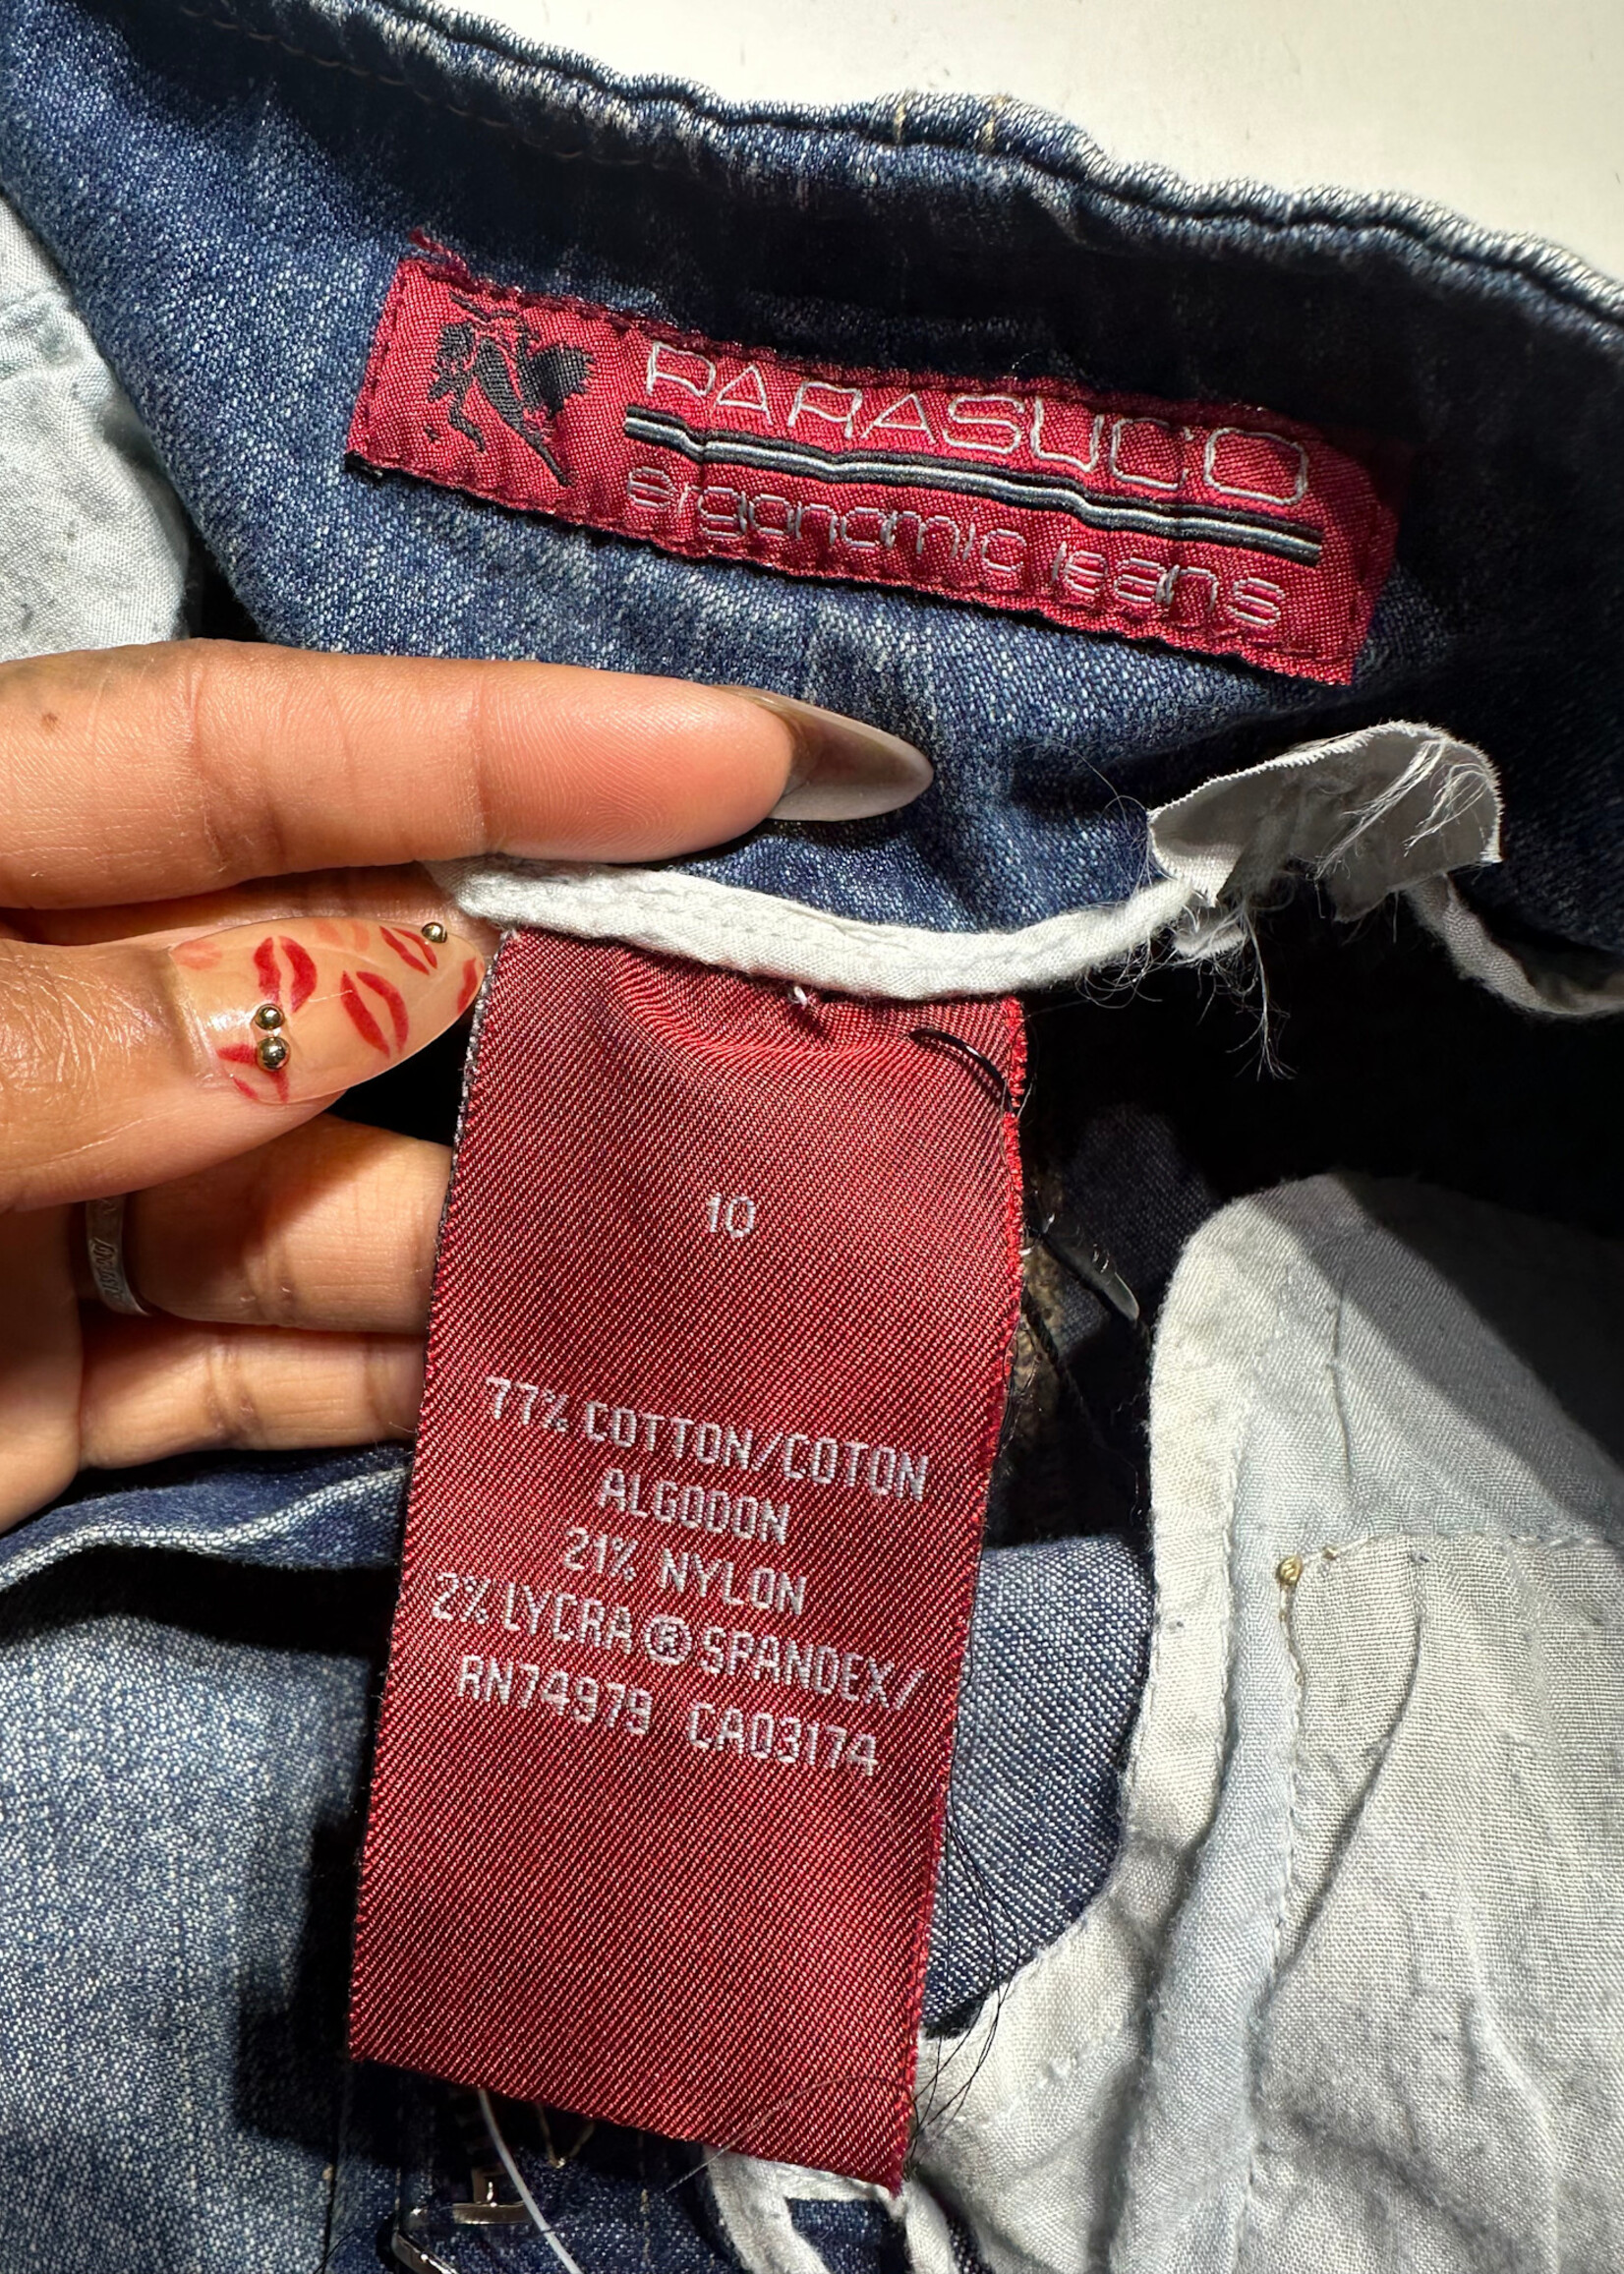 PARASUCO
ergonomic jeans
10
77% COTTON/COTON
ALGODON
21% NYLON
2% LYCRA ® SPANDEX/
RN74979 CA03174